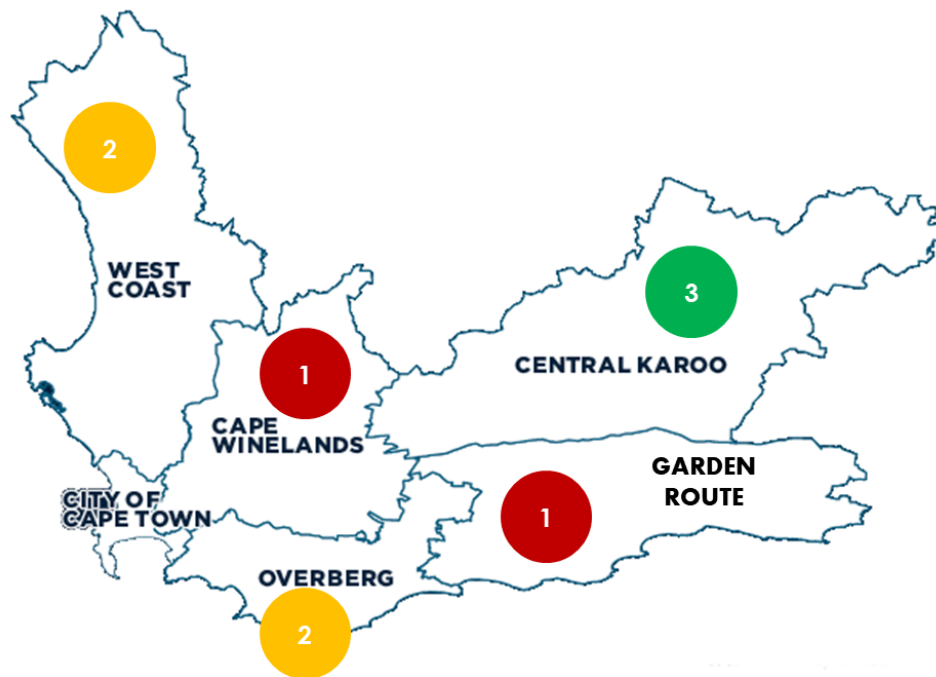 2
WEST
COAST
3
1
CENTRAL KAROO
CAPE
WINELANDS
GARDEN
ROUTE
CITY OF
CAPE TOWN
1
OVERBERG
2